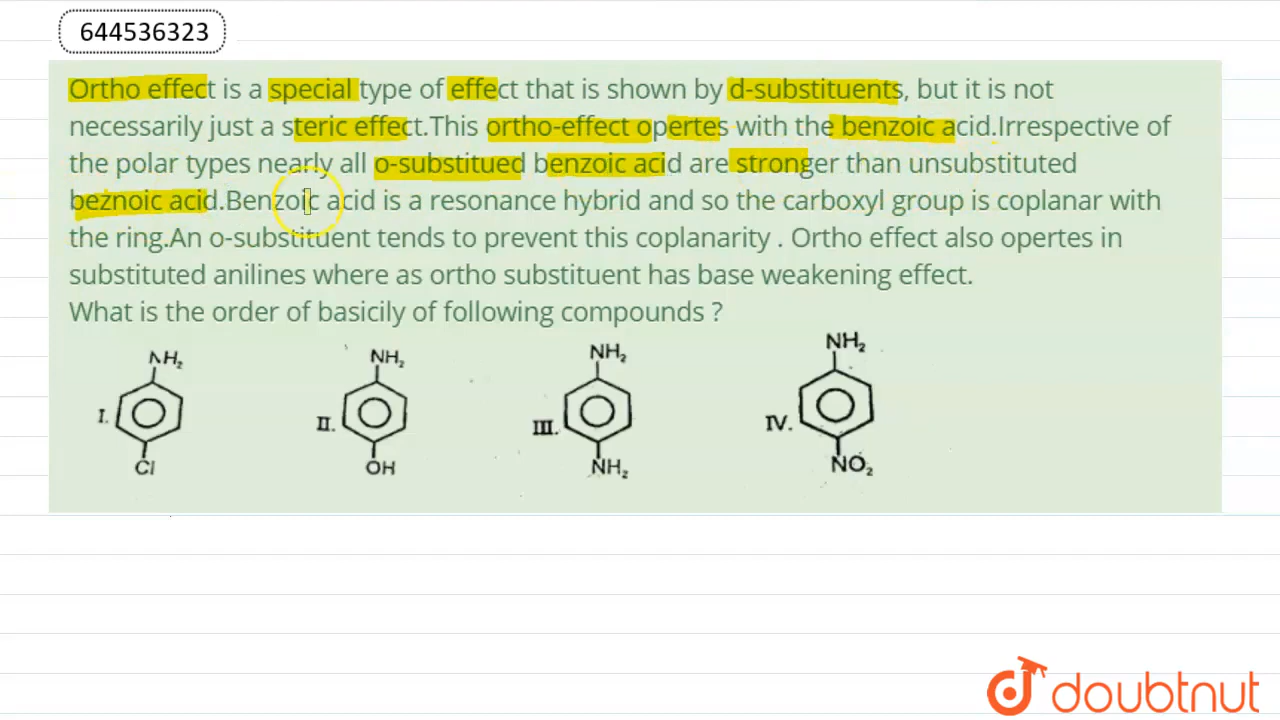 644536323
Ortho effect is a special type of effect that is shown by d-substituents, but it is not
necessarily just a steric effect.This ortho-effect opertes with the benzoic acid.Irrespective of
the polar types nearly all o-substitued benzoic acid are stronger than unsubstituted
beznoic acid.Benzoic acid is a resonance hybrid and so the carboxyl group is coplanar with
the ring.An o-substituent tends to prevent this coplanarity . Ortho effect also opertes in
substituted anilines where as ortho substituent has base weakening effect.
What is the order of basicily of following compounds ?
NH₂ NH₂ NH₂ NH₂
I. II. III. IV.
Cl OH NH₂ NO₂
doubtnut